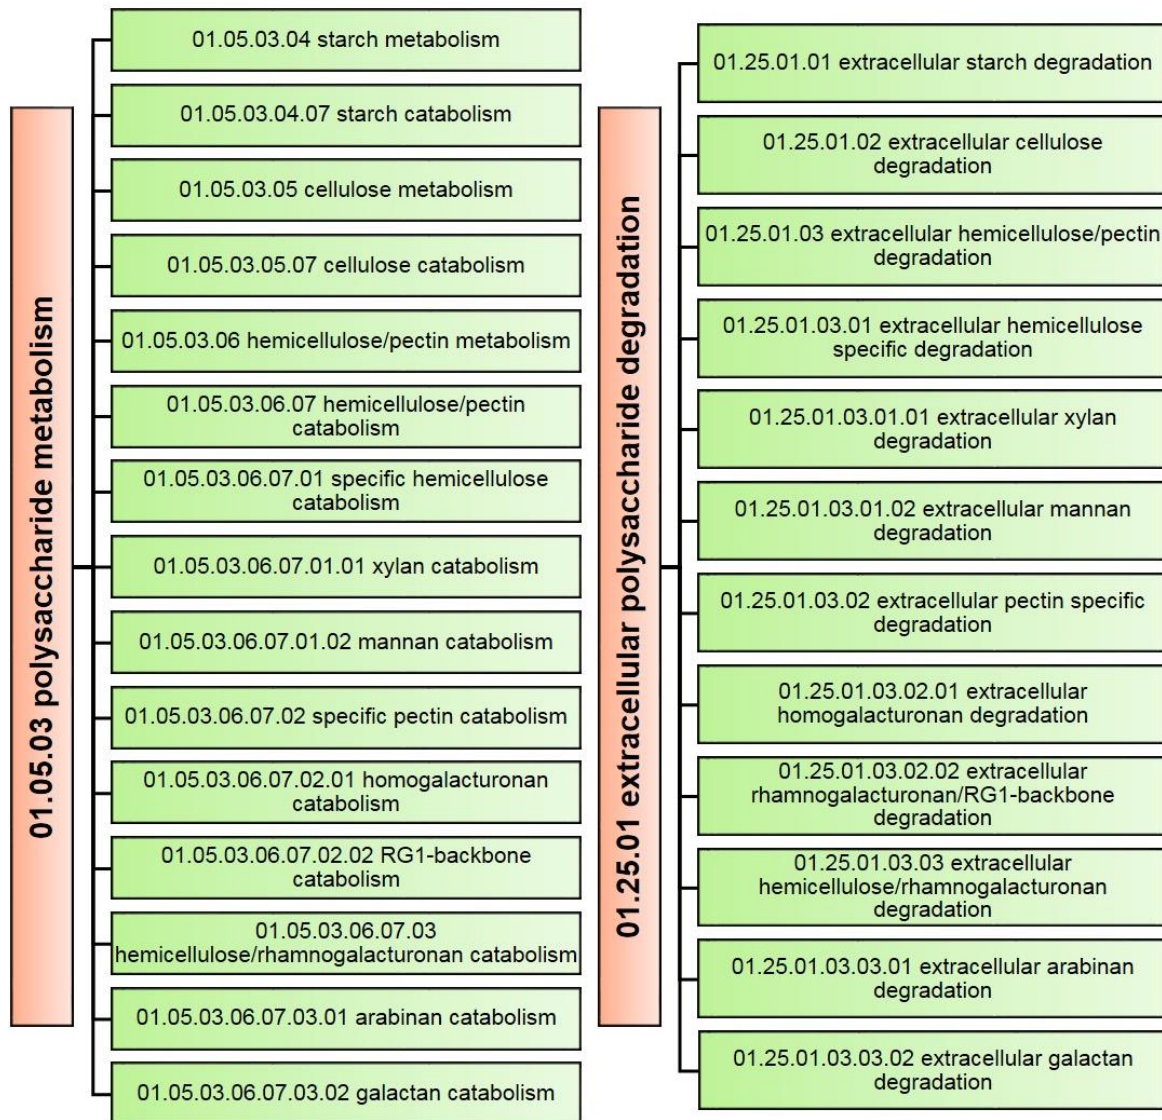 01.05.03 polysaccharide metabolism
01.05.03.04 starch metabolism
01.05.03.04.07 starch catabolism
01.05.03.05 cellulose metabolism
01.05.03.05.07 cellulose catabolism
01.05.03.06 hemicellulose/pectin metabolism
01.05.03.06.07 hemicellulose/pectin
catabolism
01.05.03.06.07.01 specific hemicellulose
catabolism
01.05.03.06.07.01.01 xylan catabolism
01.05.03.06.07.01.02 mannan catabolism
01.05.03.06.07.02 specific pectin catabolism
01.05.03.06.07.02.01 homogalacturonan
catabolism
01.05.03.06.07.02.02 RG1-backbone
catabolism
01.05.03.06.07.03
hemicellulose/rhamnogalacturonan catabolism
01.05.03.06.07.03.01 arabinan catabolism
01.05.03.06.07.03.02 galactan catabolism
01.25.01 extracellular polysaccharide degradation
01.25.01.01 extracellular starch degradation
01.25.01.02 extracellular cellulose
degradation
01.25.01.03 extracellular hemicellulose/pectin
degradation
01.25.01.03.01 extracellular hemicellulose
specific degradation
01.25.01.03.01.01 extracellular xylan
degradation
01.25.01.03.01.02 extracellular mannan
degradation
01.25.01.03.02 extracellular pectin specific
degradation
01.25.01.03.02.01 extracellular
homogalacturonan degradation
01.25.01.03.02.02 extracellular
rhamnogalacturonan/RG1-backbone
degradation
01.25.01.03.03 extracellular
hemicellulose/rhamnogalacturonan
degradation
01.25.01.03.03.01 extracellular arabinan
degradation
01.25.01.03.03.02 extracellular galactan
degradation